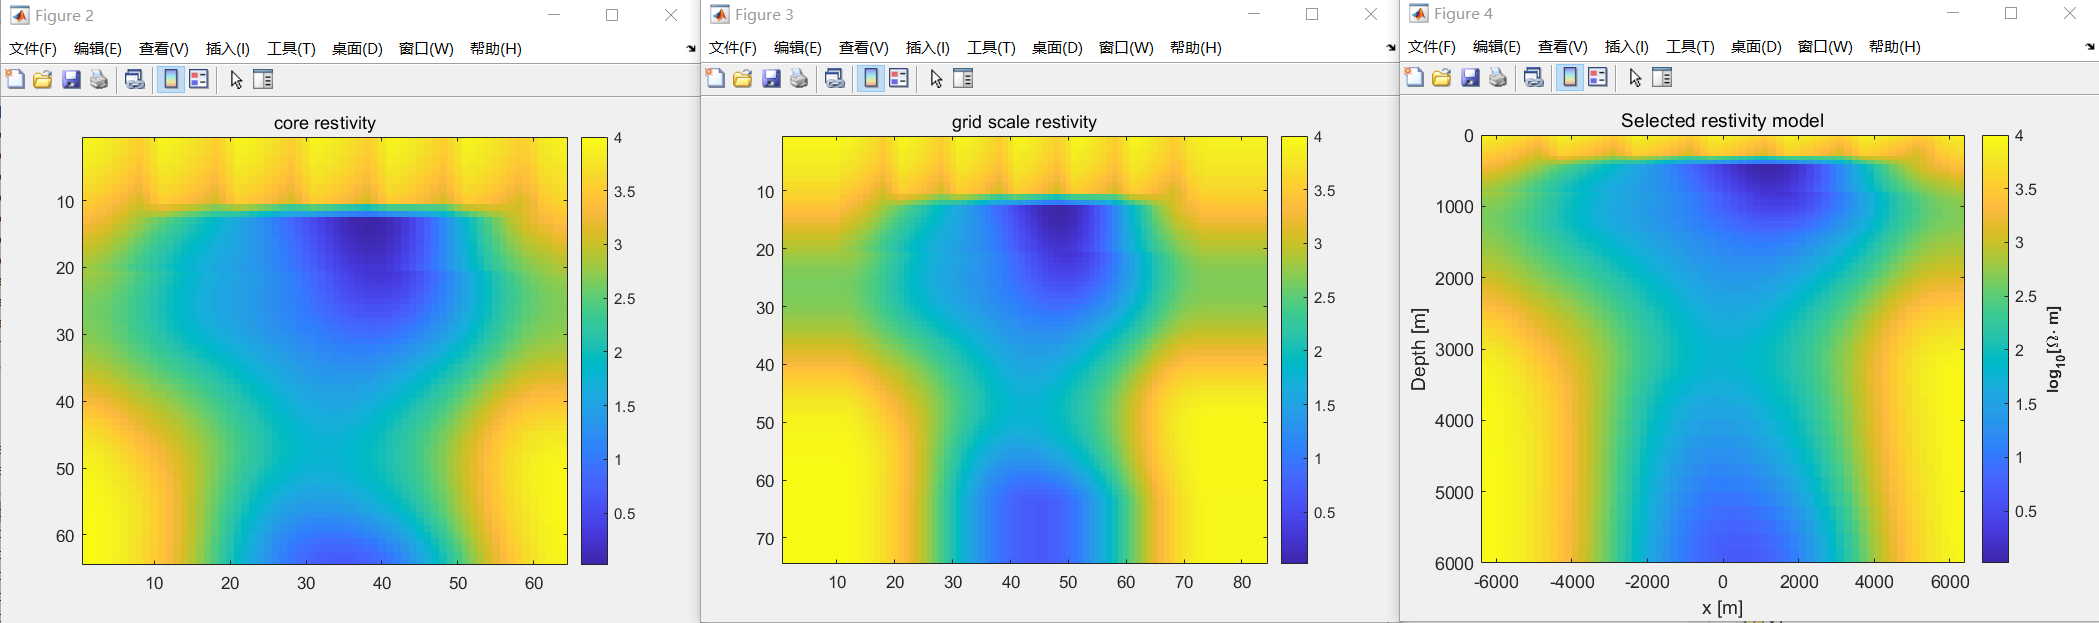 Figure 2
文件(F) 编辑(E) 查看(V) 插入(I) 工具(T) 桌面(D) 窗口(W) 帮助(H)
core restivity
10
20
30
40
50
60
10 20 30 40 50 60
4
3.5
3
2.5
2
1.5
1
0.5
Figure 3
文件(F) 编辑(E) 查看(V) 插入(I) 工具(T) 桌面(D) 窗口(W) 帮助(H)
grid scale restivity
10
20
30
40
50
60
70
10 20 30 40 50 60 70 80
4
3.5
3
2.5
2
1.5
1
0.5
Figure 4
文件(F) 编辑(E) 查看(V) 插入(I) 工具(T) 桌面(D) 窗口(W) 帮助(H)
Selected restivity model
Depth [m]
0
1000
2000
3000
4000
5000
6000
-6000 -4000 -2000 0 2000 4000 6000
x [m]
4
3.5
3
2.5
2
1.5
1
0.5
log₁₀[Ω· m]